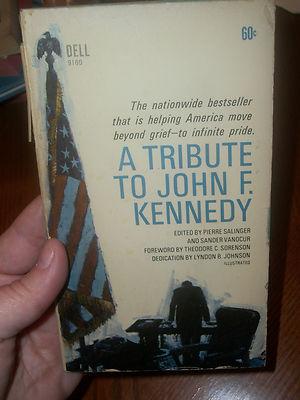 DELL
9100
60¢
The nationwide bestseller
that is helping America move
beyond grief—to infinite pride.
A TRIBUTE
TO JOHN F.
KENNEDY
EDITED BY PIERRE SALINGER
AND SANDER VANOCUR
FOREWORD BY THEODORE C. SORENSON
DEDICATION BY LYNDON B. JOHNSON
ILLUSTRATED